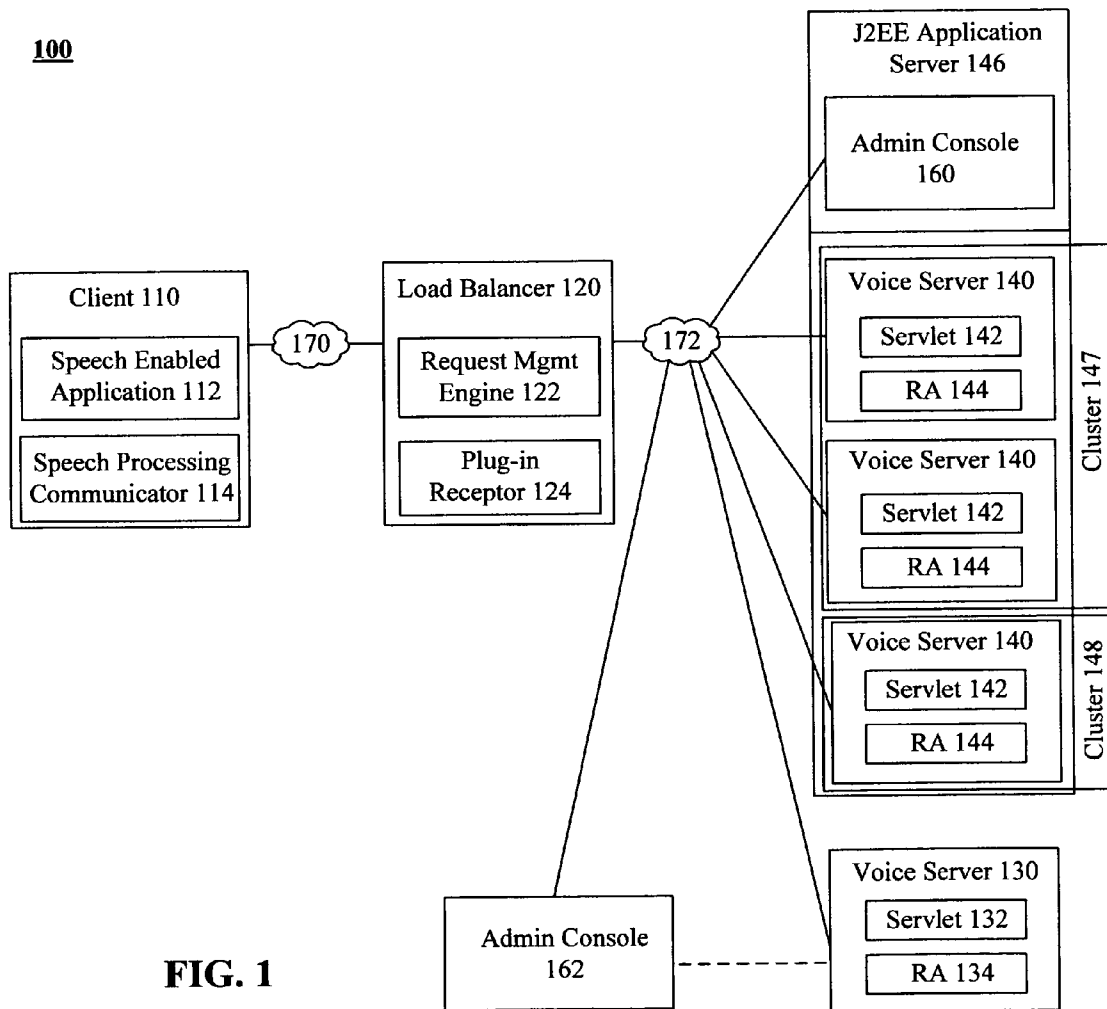 100
J2EE Application
Server 146
Admin Console
160
Client 110
Speech Enabled
Application 112
Speech Processing
Communicator 114
170
Load Balancer 120
Request Mgmt
Engine 122
Plug-in
Receptor 124
172
Voice Server 140
Servlet 142
RA 144
Voice Server 140
Servlet 142
RA 144
Cluster 147
Voice Server 140
Servlet 142
RA 144
Cluster 148
Voice Server 130
Servlet 132
RA 134
Admin Console
162
FIG. 1